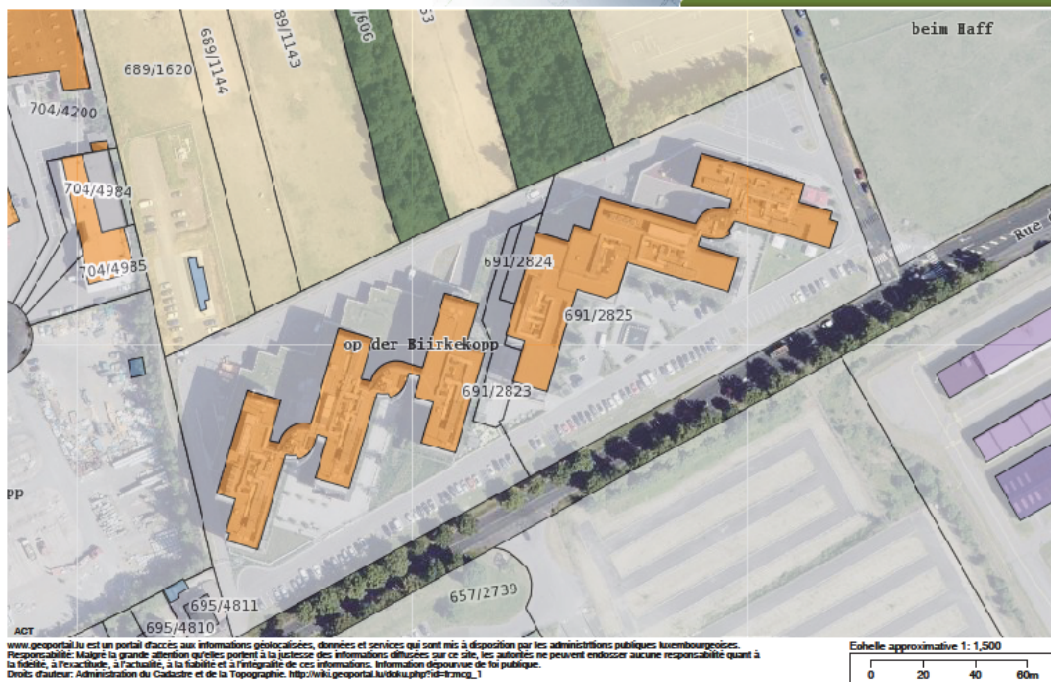 beim Haff
689/1620
689/1144
89/1143
/606
63
704/4200
704/4984
704/4985
691/2824
691/2825
op der Biirkekopp
691/2823
Rue d
pp
657/2739
695/4811
695/4810
ACT
www.geoportail.lu est un portail d'accès aux informations géolocalisées, données et services qui sont mis à disposition par les administrations publiques luxembourgeoises.
Responsabilité: Malgré la grande attention qu'elles portent à la justesse des informations diffusées sur ce site, les autorités ne peuvent endosser aucune responsabilité quant à
la fidélité, à l'exactitude, à l'actualité, à la fiabilité et à l'intégralité de ces informations. Information dépourvue de foi publique.
Droits d'auteur: Administration du Cadastre et de la Topographie. http://wiki.geoportal.lu/doku.php?id=fr:mcg_1
Echelle approximative 1: 1,500
0 20 40 60m